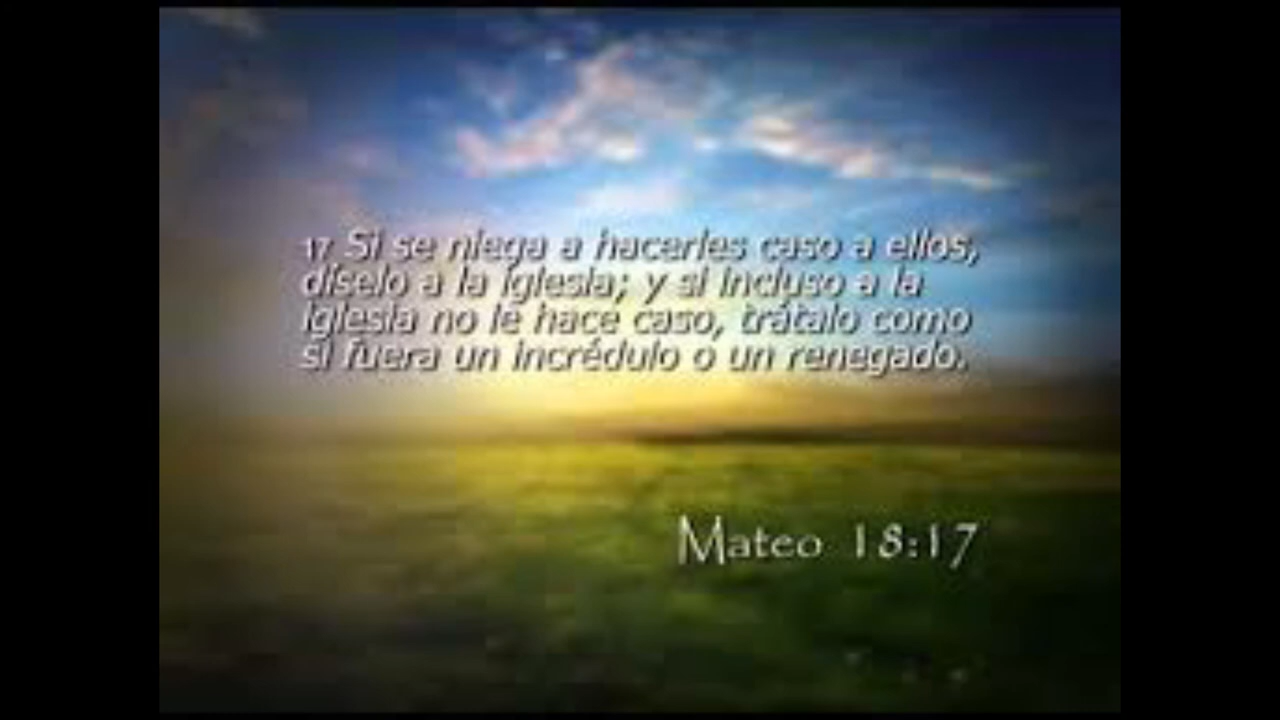 17 Si se niega a hacerles caso a ellos,
díselo a la iglesia; y si incluso a la
iglesia no le hace caso, trátalo como
si fuera un incrédulo o un renegado.
Mateo 18:17